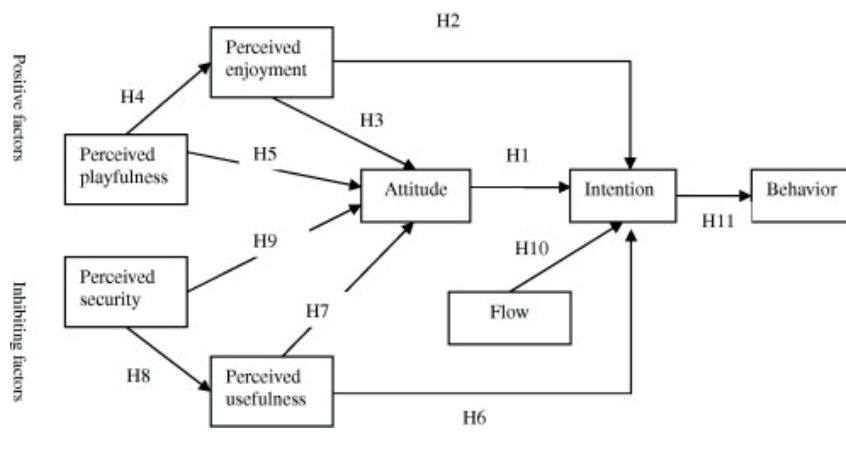 H2
Perceived
enjoyment
Positive factors
H4
H3
Perceived
playfulness
H5
H1
Attitude
Intention
Behavior
H11
H9
H10
Perceived
security
Inhibiting factors
H7
Flow
H8
Perceived
usefulness
H6